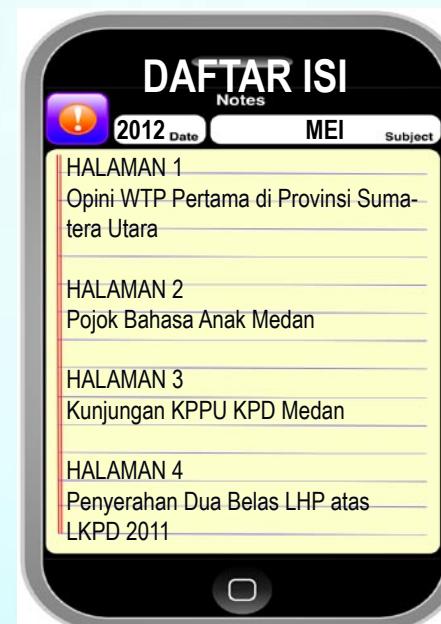 DAFTAR ISI
Notes
2012 Date MEI Subject
HALAMAN 1
Opini WTP Pertama di Provinsi Suma-
tera Utara
HALAMAN 2
Pojok Bahasa Anak Medan
HALAMAN 3
Kunjungan KPPU KPD Medan
HALAMAN 4
Penyerahan Dua Belas LHP atas
LKPD 2011